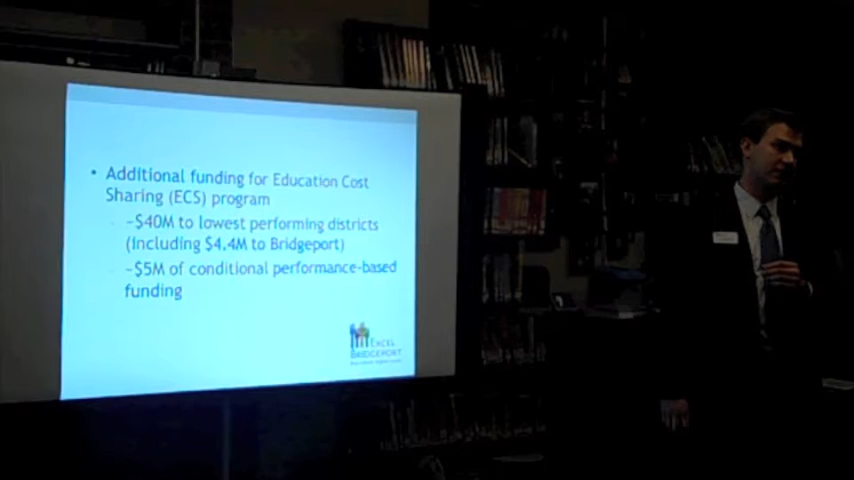 • Additional funding for Education Cost
Sharing (ECS) program
~$40M to lowest performing districts
(including $4.4M to Bridgeport)
~$5M of conditional performance-based
funding
EXCEL
BRIDGEPORT